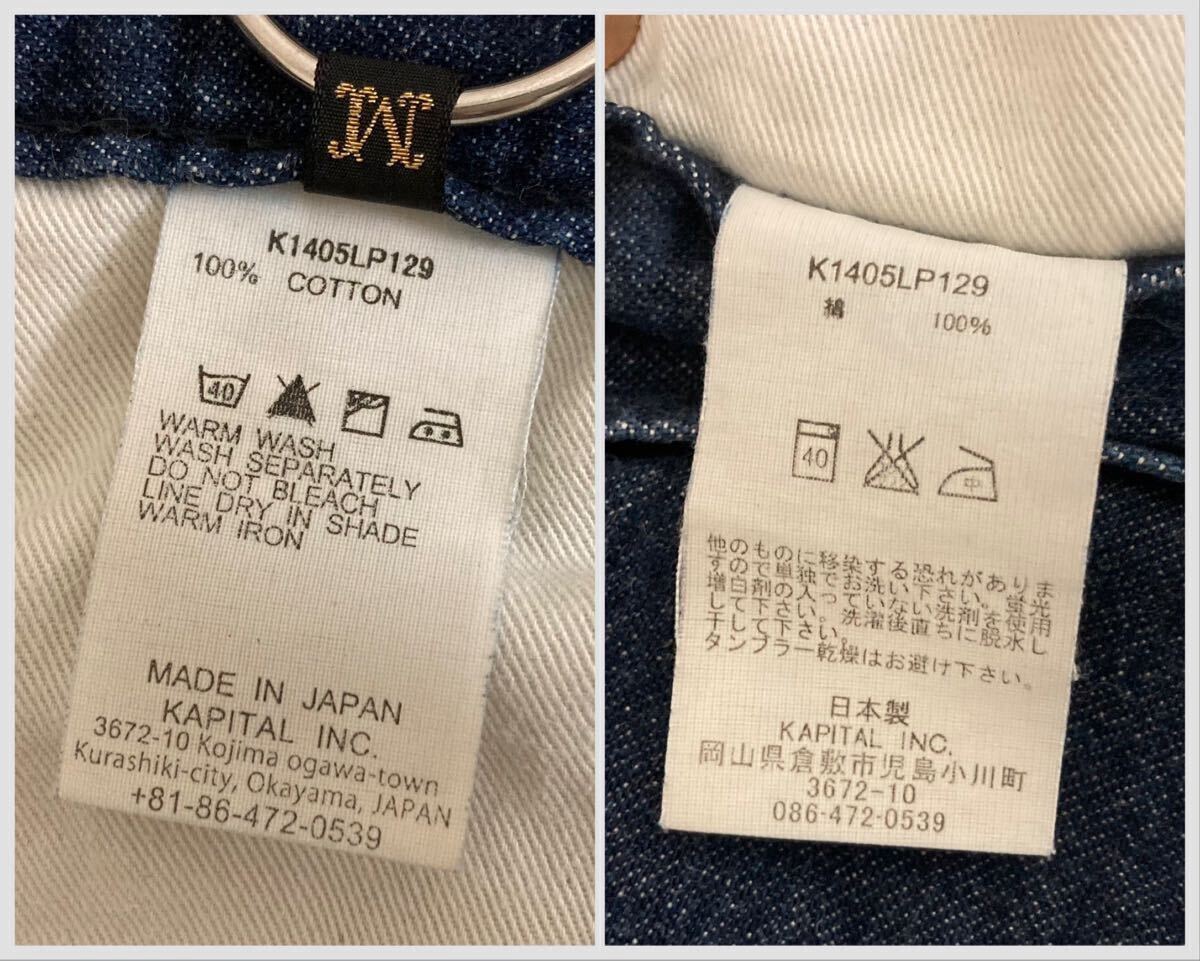 M
K1405LP129
100% COTTON
40
WARM WASH
WASH SEPARATELY
DO NOT BLEACH
LINE DRY IN SHADE
WARM IRON
MADE IN JAPAN
KAPITAL INC.
3672-10 Kojima ogawa-town
Kurashiki-city, Okayama, JAPAN
+81-86-472-0539
K1405LP129
綿 100%
40
中
他のものに移染する恐れがありま
すので単独でお洗い下さい。蛍光
増白剤の入っていない洗剤を使用
して下さい。洗濯後直ちに脱水し
干して下さい。
タンブラー乾燥はお避け下さい。
日本製
KAPITAL INC.
岡山県倉敷市児島小川町
3672-10
086-472-0539